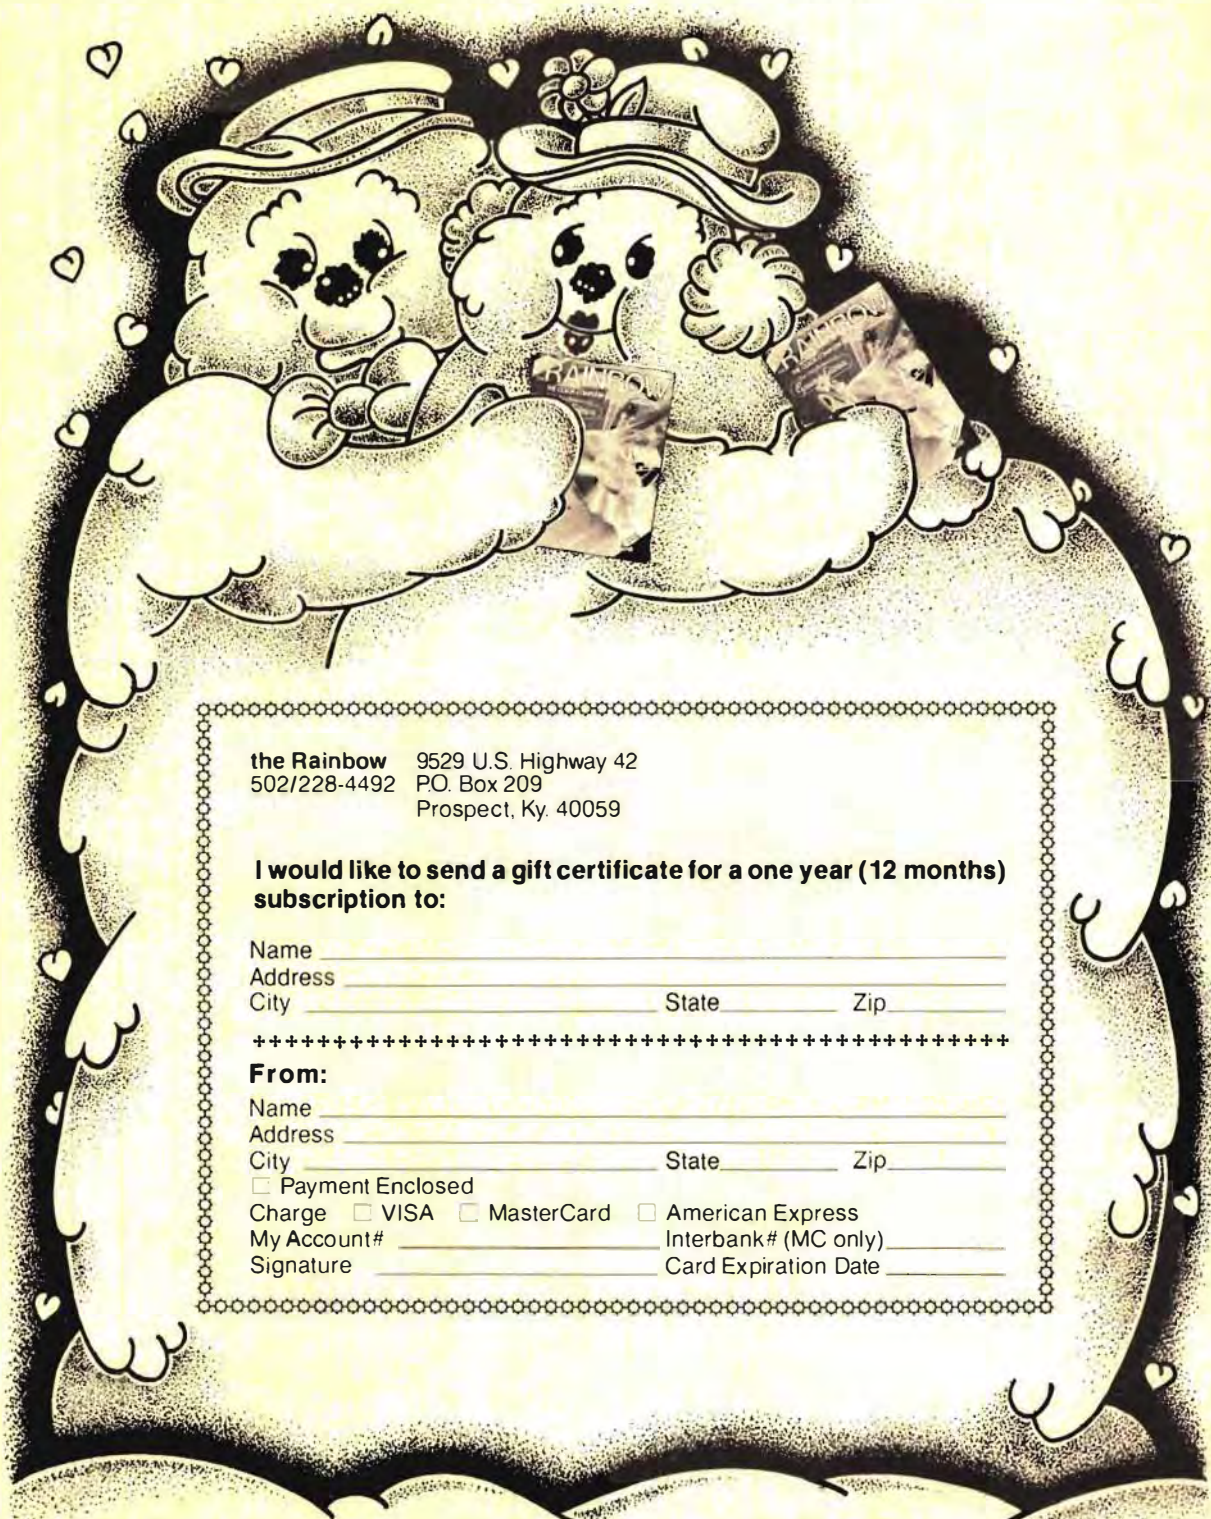 RAINBO
RAINBO
the Rainbow 9529 U.S. Highway 42
502/228-4492 P.O. Box 209
Prospect, Ky. 40059
I would like to send a gift certificate for a one year (12 months)
subscription to:
Name
Address
City State Zip
+++++++++++++++++++++++++++++++++++++++++++++++
From:
Name
Address
City State Zip
☐ Payment Enclosed
Charge ☐ VISA ☐ MasterCard ☐ American Express
My Account# Interbank# (MC only)
Signature Card Expiration Date